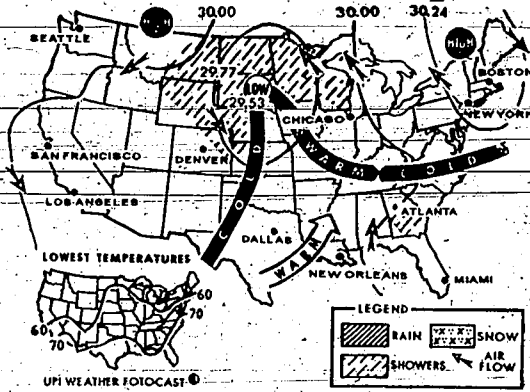 30.00
30.00
30.24
HIGH
HIGH
SEATTLE
BOSTON
29.77
LOW
29.53
NEW YORK
CHICAGO
SAN FRANCISCO
DENVER
WARM
COLD
COLD
LOS ANGELES
ATLANTA
DALLAS
WARM
NEW ORLEANS
MIAMI
LOWEST TEMPERATURES
60
70
60
70
LEGEND
RAIN
SNOW
SHOWERS
AIR FLOW
UPI WEATHER FOTOCAST